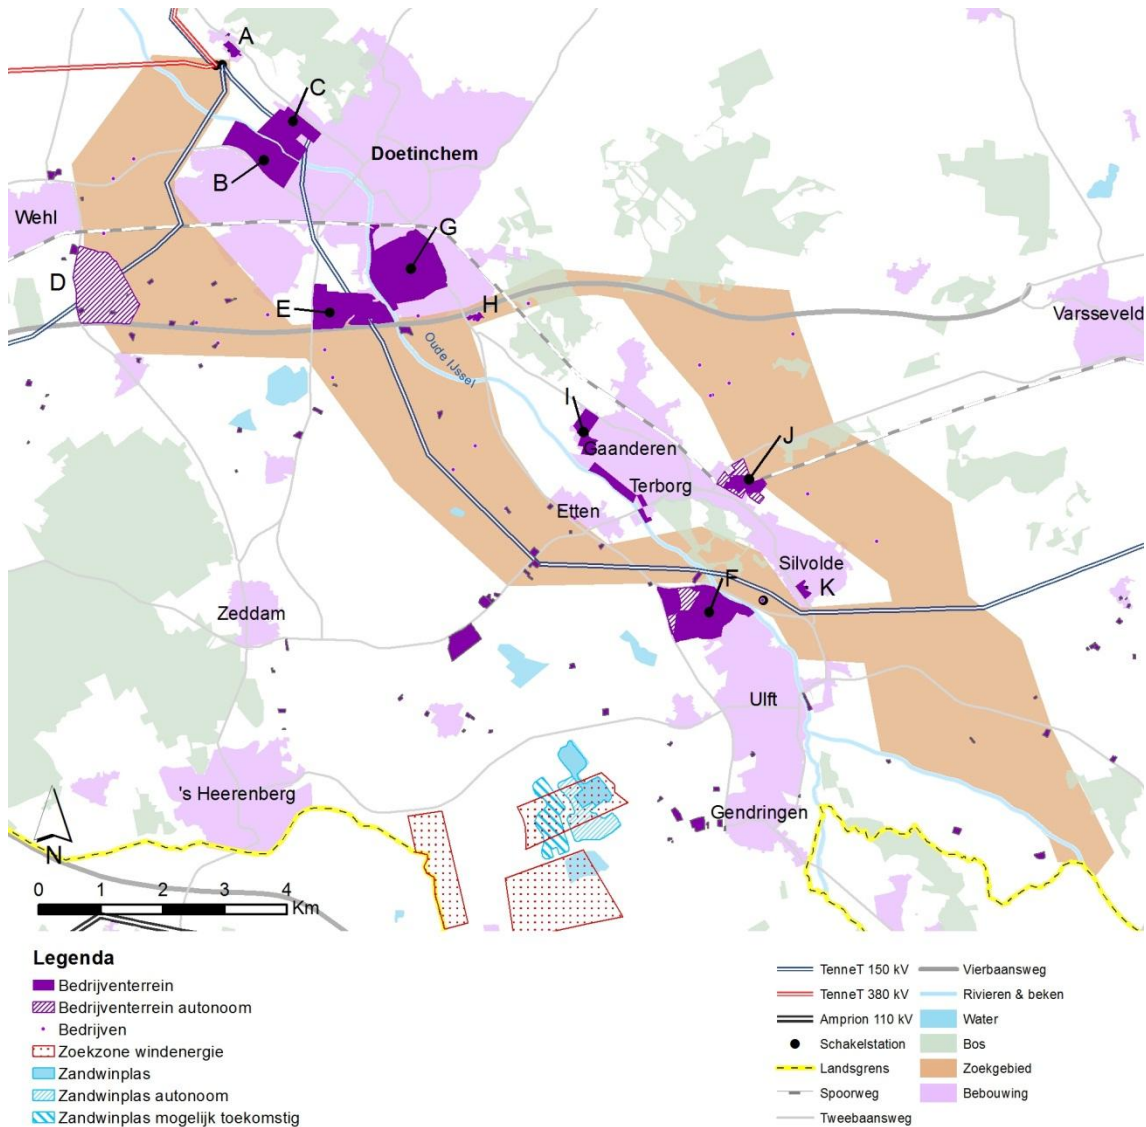 A
C
Doetinchem
B
Wehl
G
D
H
E
Varsseveld
Oude IJssel
I
J
Gaanderen
Terborg
Etten
Silvolde
F
K
Zeddam
Ulft
's Heerenberg
Gendringen
N
0 1 2 3 4
Km
Legenda
Bedrijventerrein
Bedrijventerrein autonoom
Bedrijven
Zoekzone windenergie
Zandwinplas
Zandwinplas autonoom
Zandwinplas mogelijk toekomstig
TenneT 150 kV
TenneT 380 kV
Amprion 110 kV
Schakelstation
Landsgrens
Spoorweg
Tweebaansweg
Vierbaansweg
Rivieren & beken
Water
Bos
Zoekgebied
Bebouwing